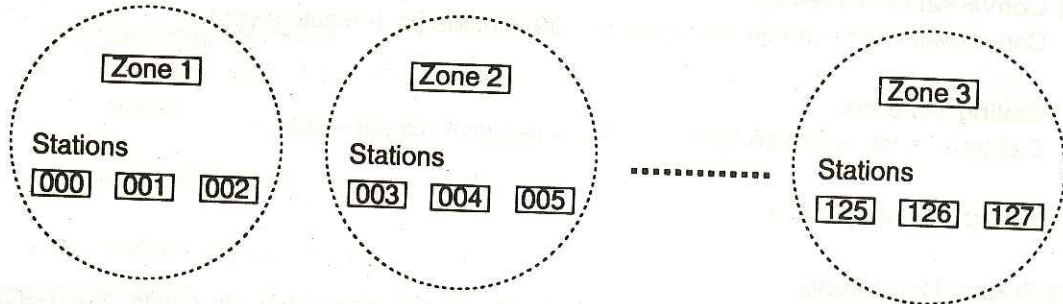 Zone 1
Stations
000 001 002
Zone 2
Stations
003 004 005
Zone 3
Stations
125 126 127